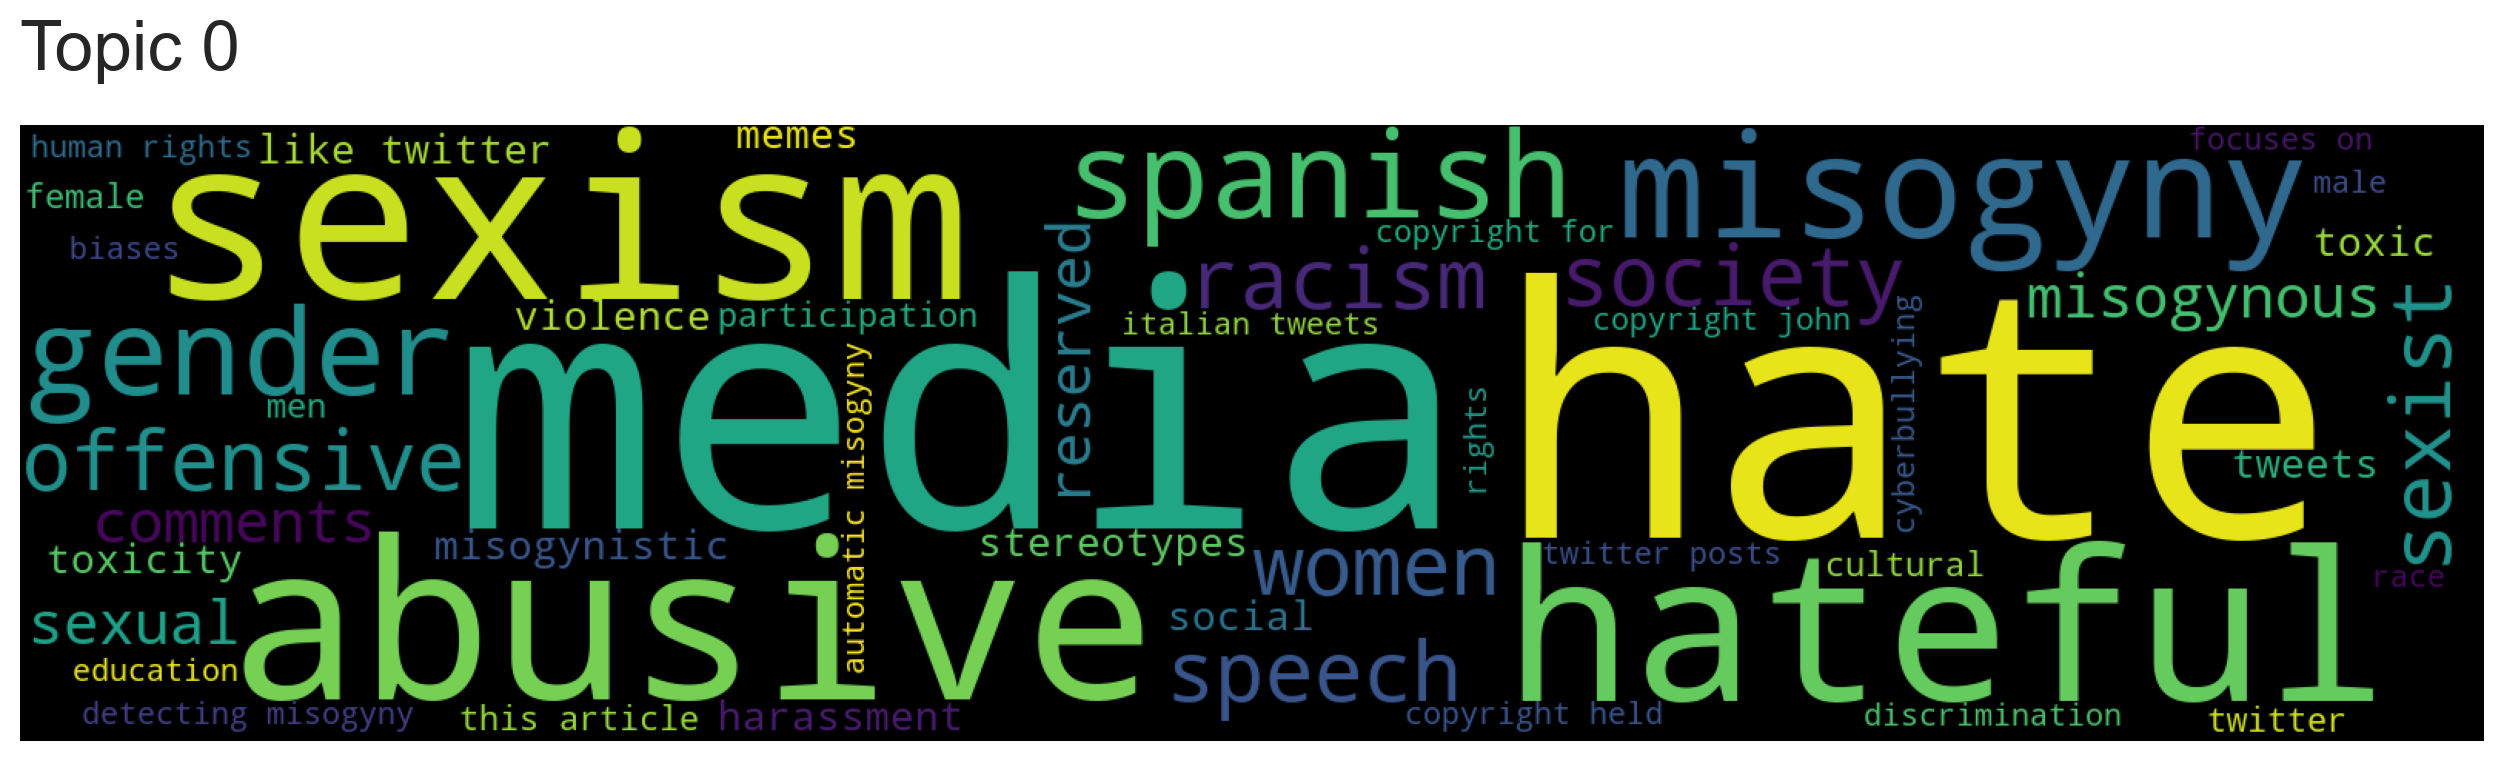 Topic 0
human rights
like twitter
memes
focuses on
female
sexism
spanish
misogyny
male
biases
copyright for
toxic
reserved
racism
society
misogynous
gender
violence
participation
italian tweets
copyright john
cyberbullying
sexist
men
media
hate
automatic misogyny
rights
offensive
tweets
comments
misogynistic
stereotypes
women
twitter posts
cultural
race
toxicity
abusive
hateful
sexual
social
education
speech
detecting misogyny
this article
harassment
copyright held
discrimination
twitter